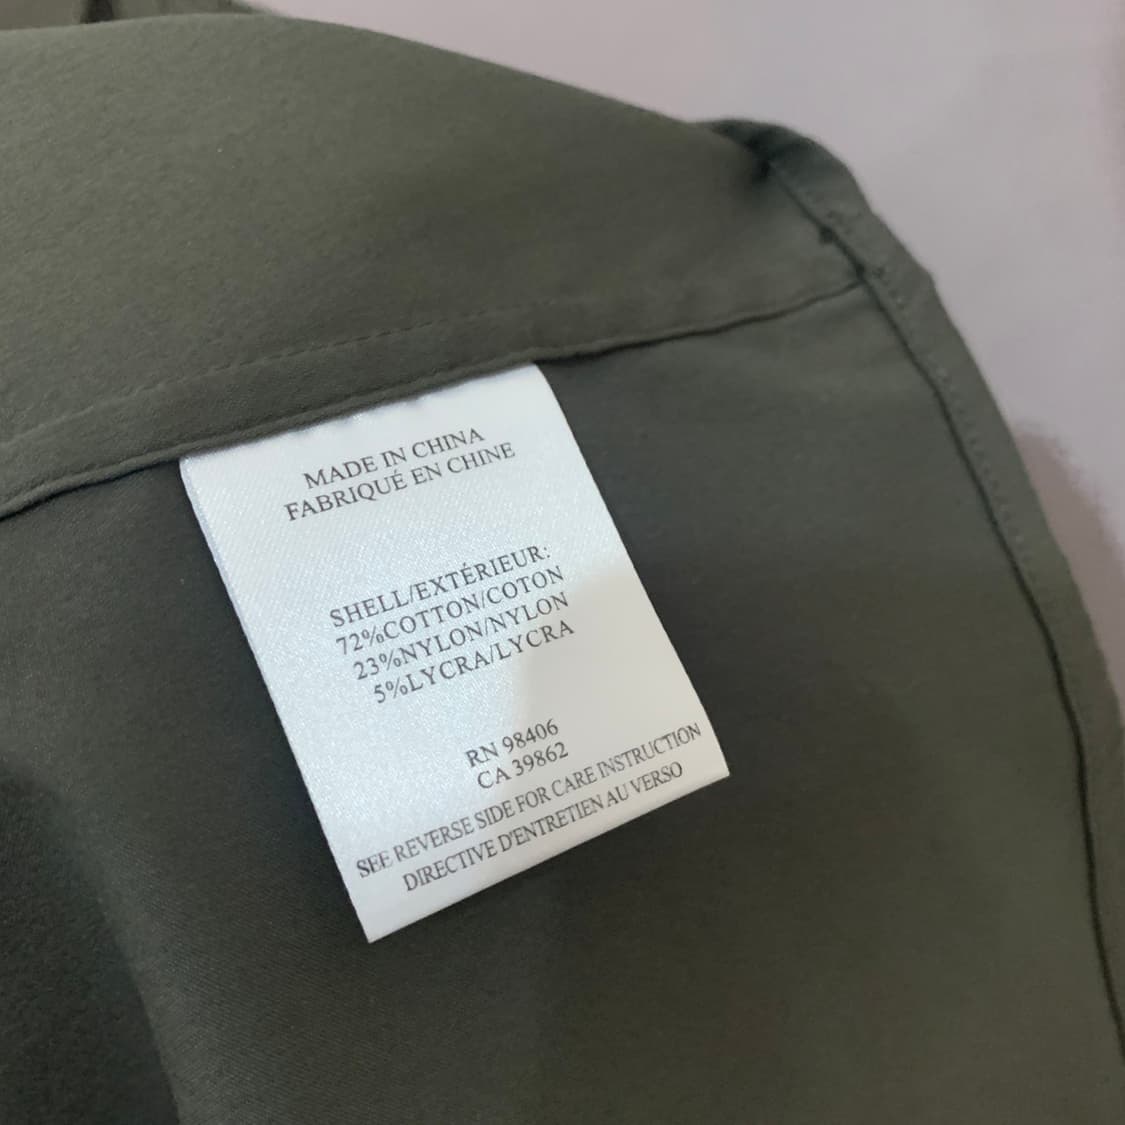 MADE IN CHINA
FABRIQUÉ EN CHINE
SHELL/EXTÉRIEUR:
72%COTTON/COTON
23%NYLON/NYLON
5%LYCRA/LYCRA
RN 98406
CA 39862
SEE REVERSE SIDE FOR CARE INSTRUCTION
DIRECTIVE D'ENTRETIEN AU VERSO